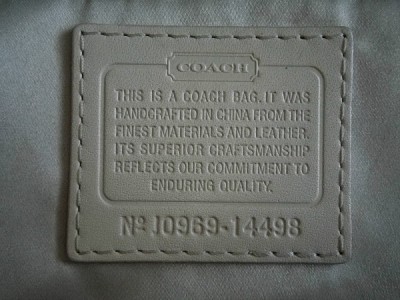 COACH
THIS IS A COACH BAG. IT WAS
HANDCRAFTED IN CHINA FROM THE
FINEST MATERIALS AND LEATHER.
ITS SUPERIOR CRAFTSMANSHIP
REFLECTS OUR COMMITMENT TO
ENDURING QUALITY.
Nº J0969-14498